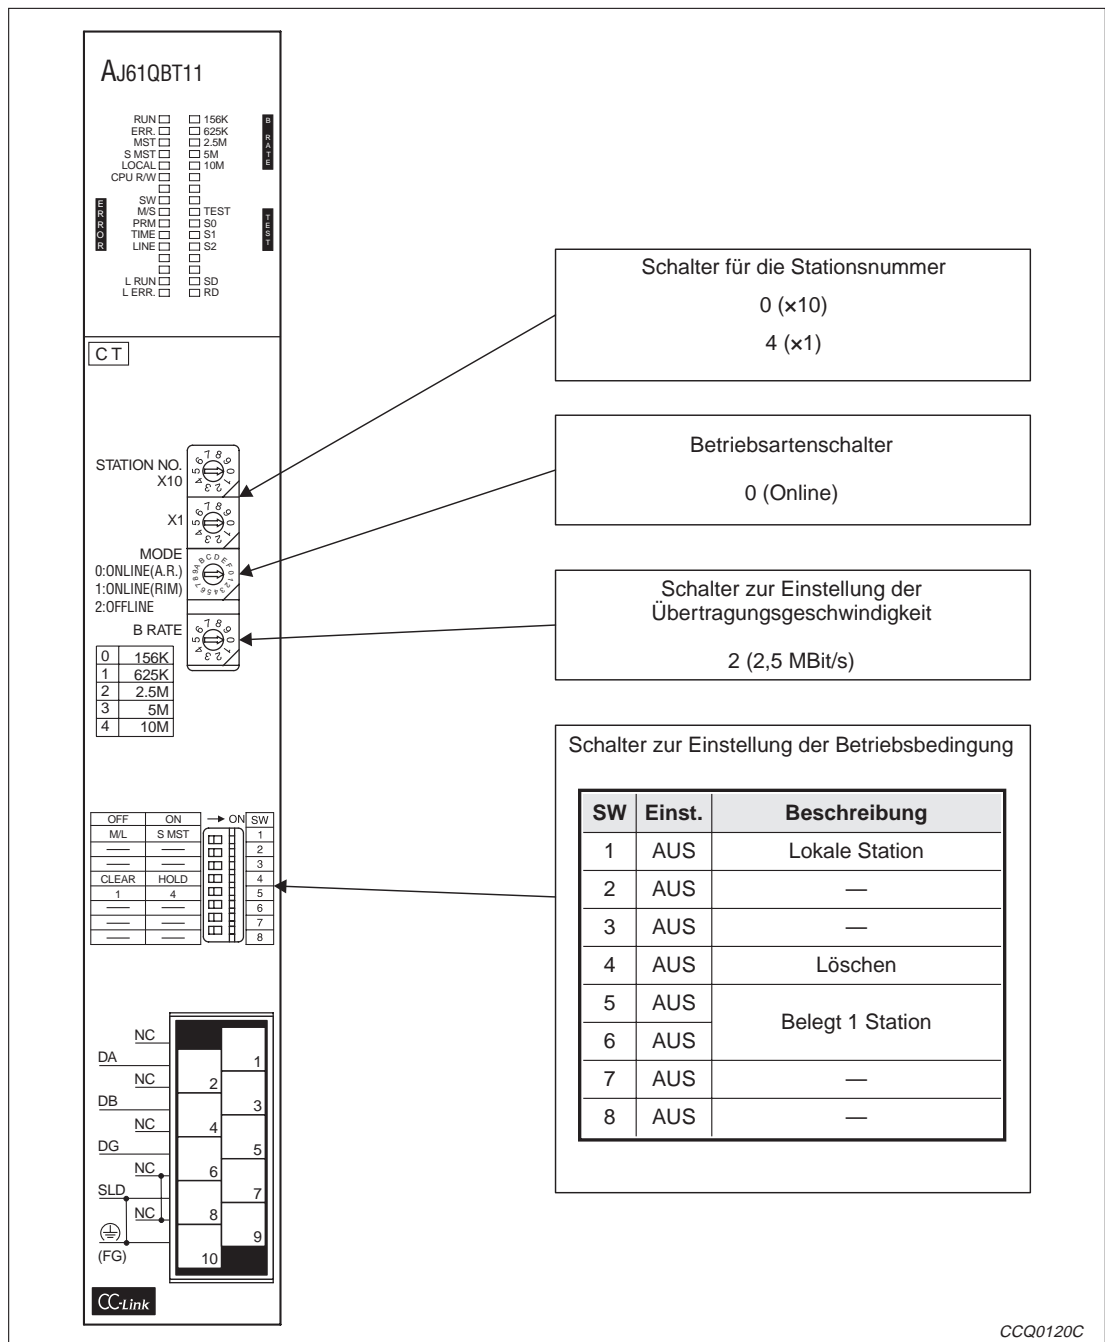 AJ61QBT11
RUN 156K
ERR. 625K
MST 2.5M
S MST 5M
LOCAL 10M
CPU R/W
B RATE
SW
M/S TEST
PRM S0
TIME S1
LINE S2
ERROR
TEST
L RUN SD
L ERR. RD
CT
STATION NO.
X10
X1
MODE
0:ONLINE(A.R.)
1:ONLINE(RIM)
2:OFFLINE
B RATE
0 156K
1 625K
2 2.5M
3 5M
4 10M
OFF ON → ON SW
M/L S MST 1
— — 2
— — 3
CLEAR HOLD 4
1 4 5
— — 6
— — 7
— — 8
NC
DA 1
NC 2
DB 3
NC 4
DG 5
NC 6
SLD 7
NC 8
9
(FG) 10
CC-Link
Schalter für die Stationsnummer
0 (×10)
4 (×1)
Betriebsartenschalter
0 (Online)
Schalter zur Einstellung der
Übertragungsgeschwindigkeit
2 (2,5 MBit/s)
Schalter zur Einstellung der Betriebsbedingung
SW Einst. Beschreibung
1 AUS Lokale Station
2 AUS —
3 AUS —
4 AUS Löschen
5 AUS Belegt 1 Station
6 AUS
7 AUS —
8 AUS —
CCQ0120C